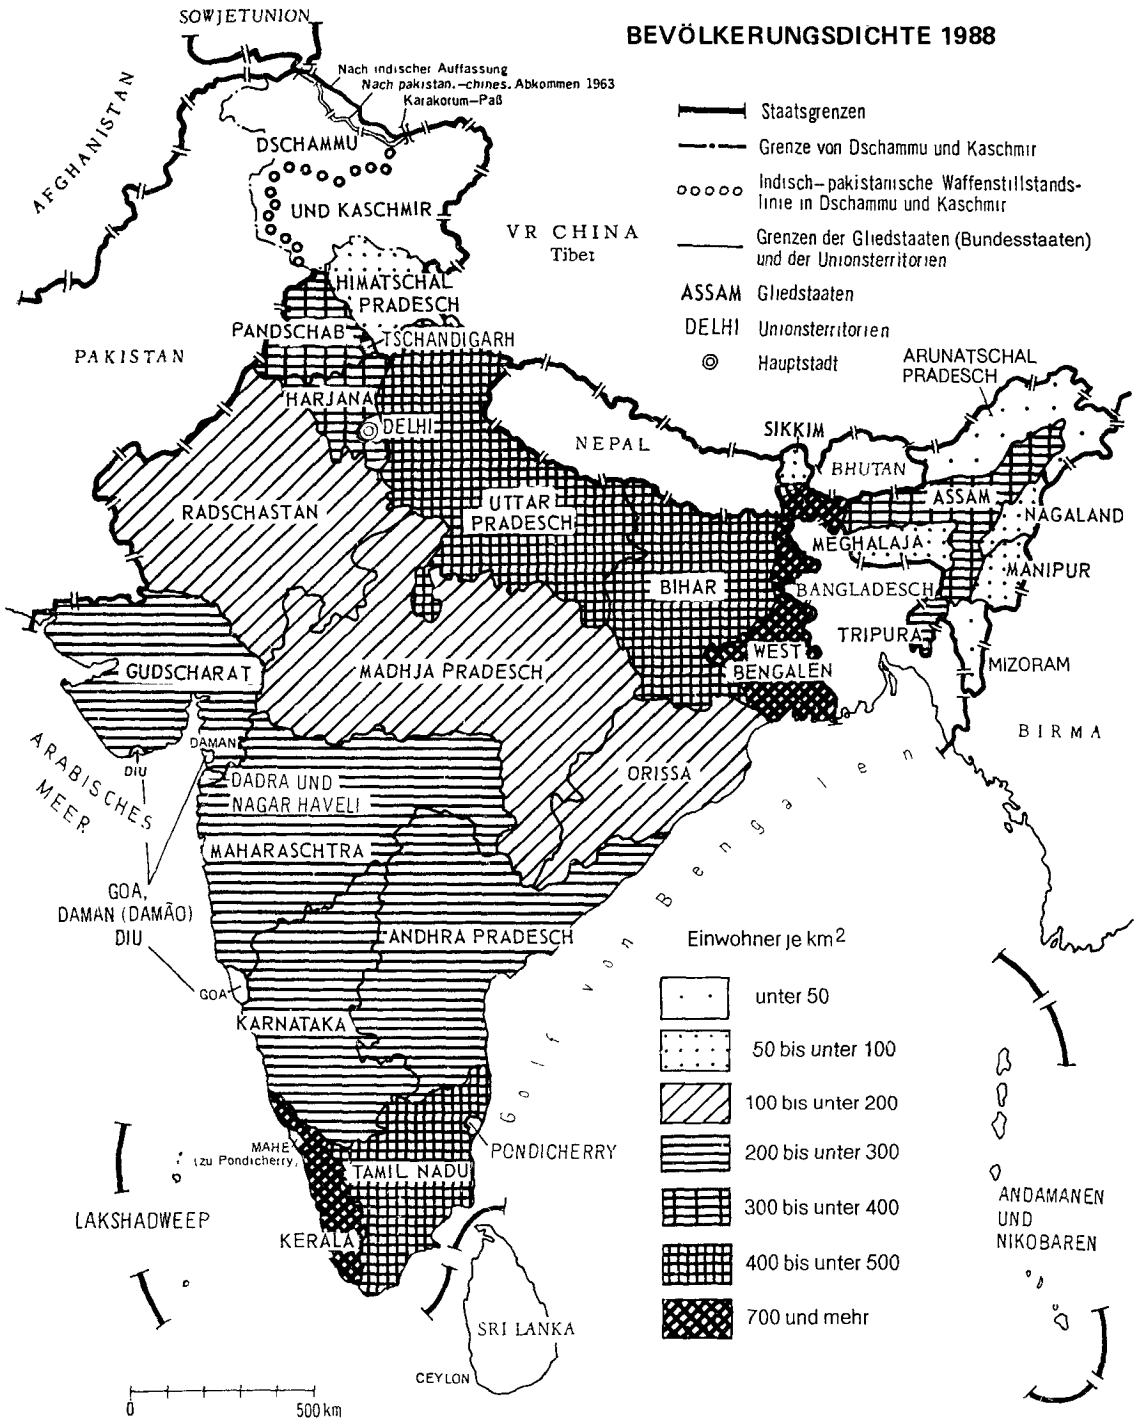 SOWJETUNION
BEVÖLKERUNGSDICHTE 1988
Nach indischer Auffassung
Nach pakistan.–chines. Abkommen 1963
Karakorum–Paß
AFGHANISTAN
DSCHAMMU
UND KASCHMIR
VR CHINA
Tibet
Staatsgrenzen
Grenze von Dschammu und Kaschmir
Indisch–pakistanische Waffenstillstands-
linie in Dschammu und Kaschmir
Grenzen der Gliedstaaten (Bundesstaaten)
und der Unionsterritorien
ASSAM Gliedstaaten
DELHI Unionsterritorien
Hauptstadt
HIMATSCHAL
PRADESCH
PANDSCHAB
TSCHANDIGARH
PAKISTAN
HARJANA
DELHI
ARUNATSCHAL
PRADESCH
NEPAL
SIKKIM
BHUTAN
ASSAM
NAGALAND
RADSCHASTAN
UTTAR
PRADESCH
MEGHALAJA
MANIPUR
BIHAR
BANGLADESCH
TRIPURA
WEST
BENGALEN
MIZORAM
GUDSCHARAT
MADHJA PRADESCH
BIRMA
ARABISCHES
MEER
DAMAN
DIU
DADRA UND
NAGAR HAVELI
ORISSA
MAHARASCHTRA
GOA,
DAMAN (DAMÃO)
DIU
ANDHRA PRADESCH
GOA
KARNATAKA
Golf von Bengalen
Einwohner je km²
unter 50
50 bis unter 100
100 bis unter 200
200 bis unter 300
300 bis unter 400
400 bis unter 500
700 und mehr
MAHE
(zu Pondicherry)
PONDICHERRY
TAMIL NADU
LAKSHADWEEP
KERALA
ANDAMANEN
UND
NIKOBAREN
SRI LANKA
CEYLON
0 500 km